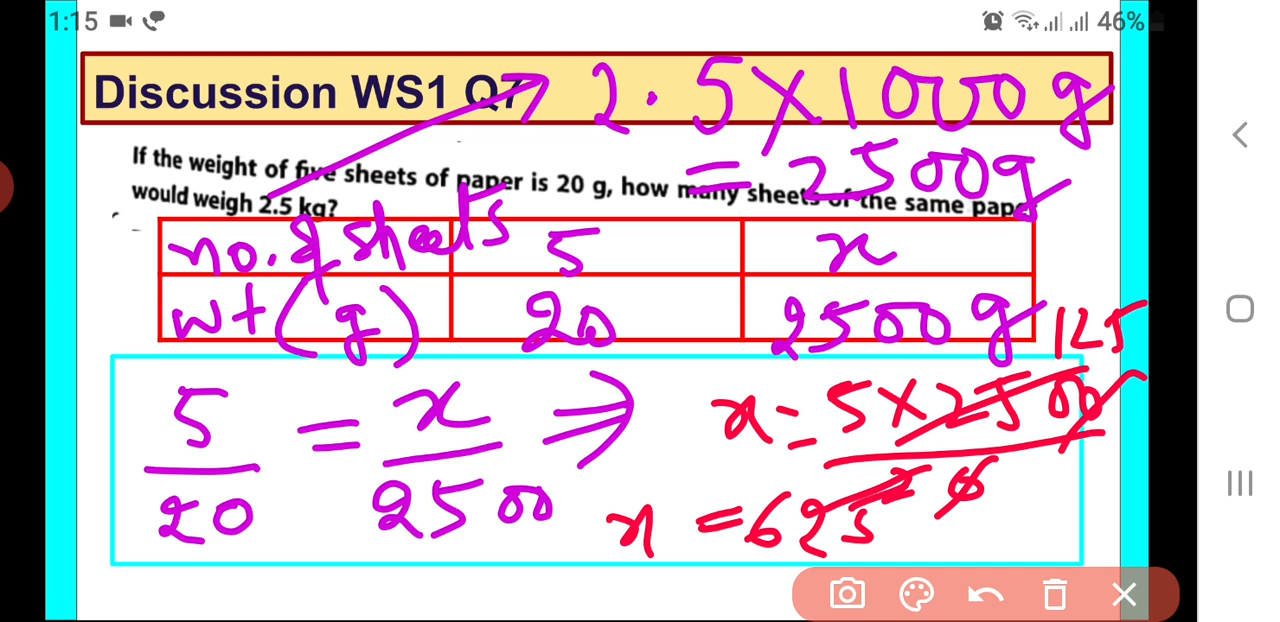 1:15 46%
Discussion WS1 Q7 2.5 × 1000 g
= 2500g
If the weight of five sheets of paper is 20 g, how many sheets of the same paper
would weigh 2.5 kg?
no. of sheets 5 x
wt (g) 20 2500 g
125
5/20 = x/2500 ⇒ x = 5 × 2500/20
x = 625